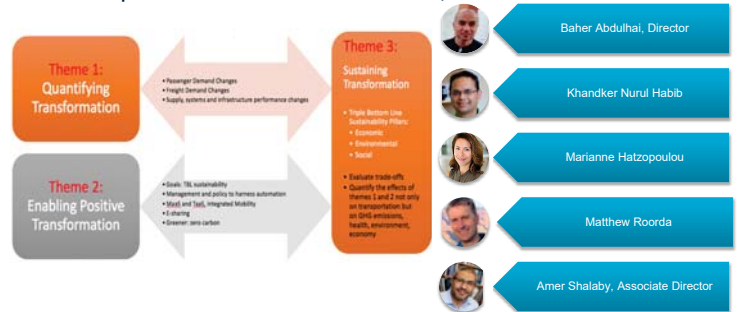 Theme 1:
Quantifying
Transformation
• Passenger Demand Changes
• Freight Demand Changes
• Supply, systems and infrastructure performance changes
Theme 2:
Enabling Positive
Transformation
• Goals: TBL sustainability
• Management and policy to harness automation
• MaaS and TaaS, Integrated Mobility
• E-sharing
• Greener: zero carbon
Theme 3:
Sustaining
Transformation
• Triple Bottom Line
Sustainability Pillars:
• Economic
• Environmental
• Social
• Evaluate trade-offs
• Quantify the effects of
themes 1 and 2 not only
on transportation but
on GHG emissions,
health, environment,
economy
Baher Abdulhai, Director
Khandker Nurul Habib
Marianne Hatzopoulou
Matthew Roorda
Amer Shalaby, Associate Director